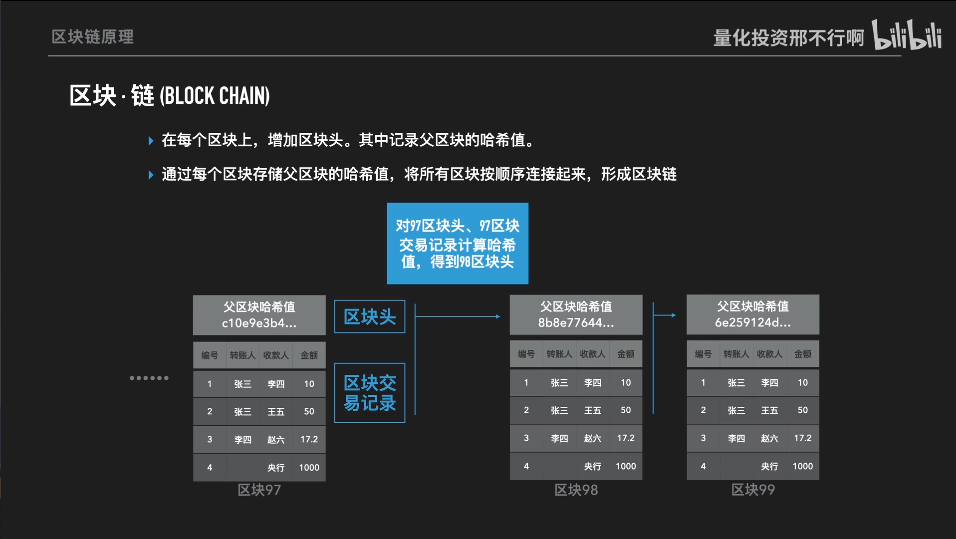 区块链原理
量化投资邢不行啊 bilibili
区块·链 (BLOCK CHAIN)
在每个区块上，增加区块头。其中记录父区块的哈希值。
通过每个区块存储父区块的哈希值，将所有区块按顺序连接起来，形成区块链
对97区块头、97区块
交易记录计算哈希
值，得到98区块头
父区块哈希值
c10e9e3b4...
区块头
区块交
易记录
编号 转账人 收款人 金额
1 张三 李四 10
2 张三 王五 50
3 李四 赵六 17.2
4 央行 1000
区块97
父区块哈希值
8b8e77644...
编号 转账人 收款人 金额
1 张三 李四 10
2 张三 王五 50
3 李四 赵六 17.2
4 央行 1000
区块98
父区块哈希值
6e259124d...
编号 转账人 收款人 金额
1 张三 李四 10
2 张三 王五 50
3 李四 赵六 17.2
4 央行 1000
区块99